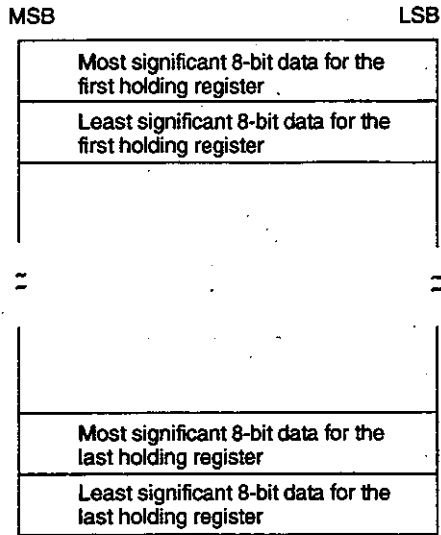 MSB LSB
Most significant 8-bit data for the
first holding register
Least significant 8-bit data for the
first holding register
Most significant 8-bit data for the
last holding register
Least significant 8-bit data for the
last holding register